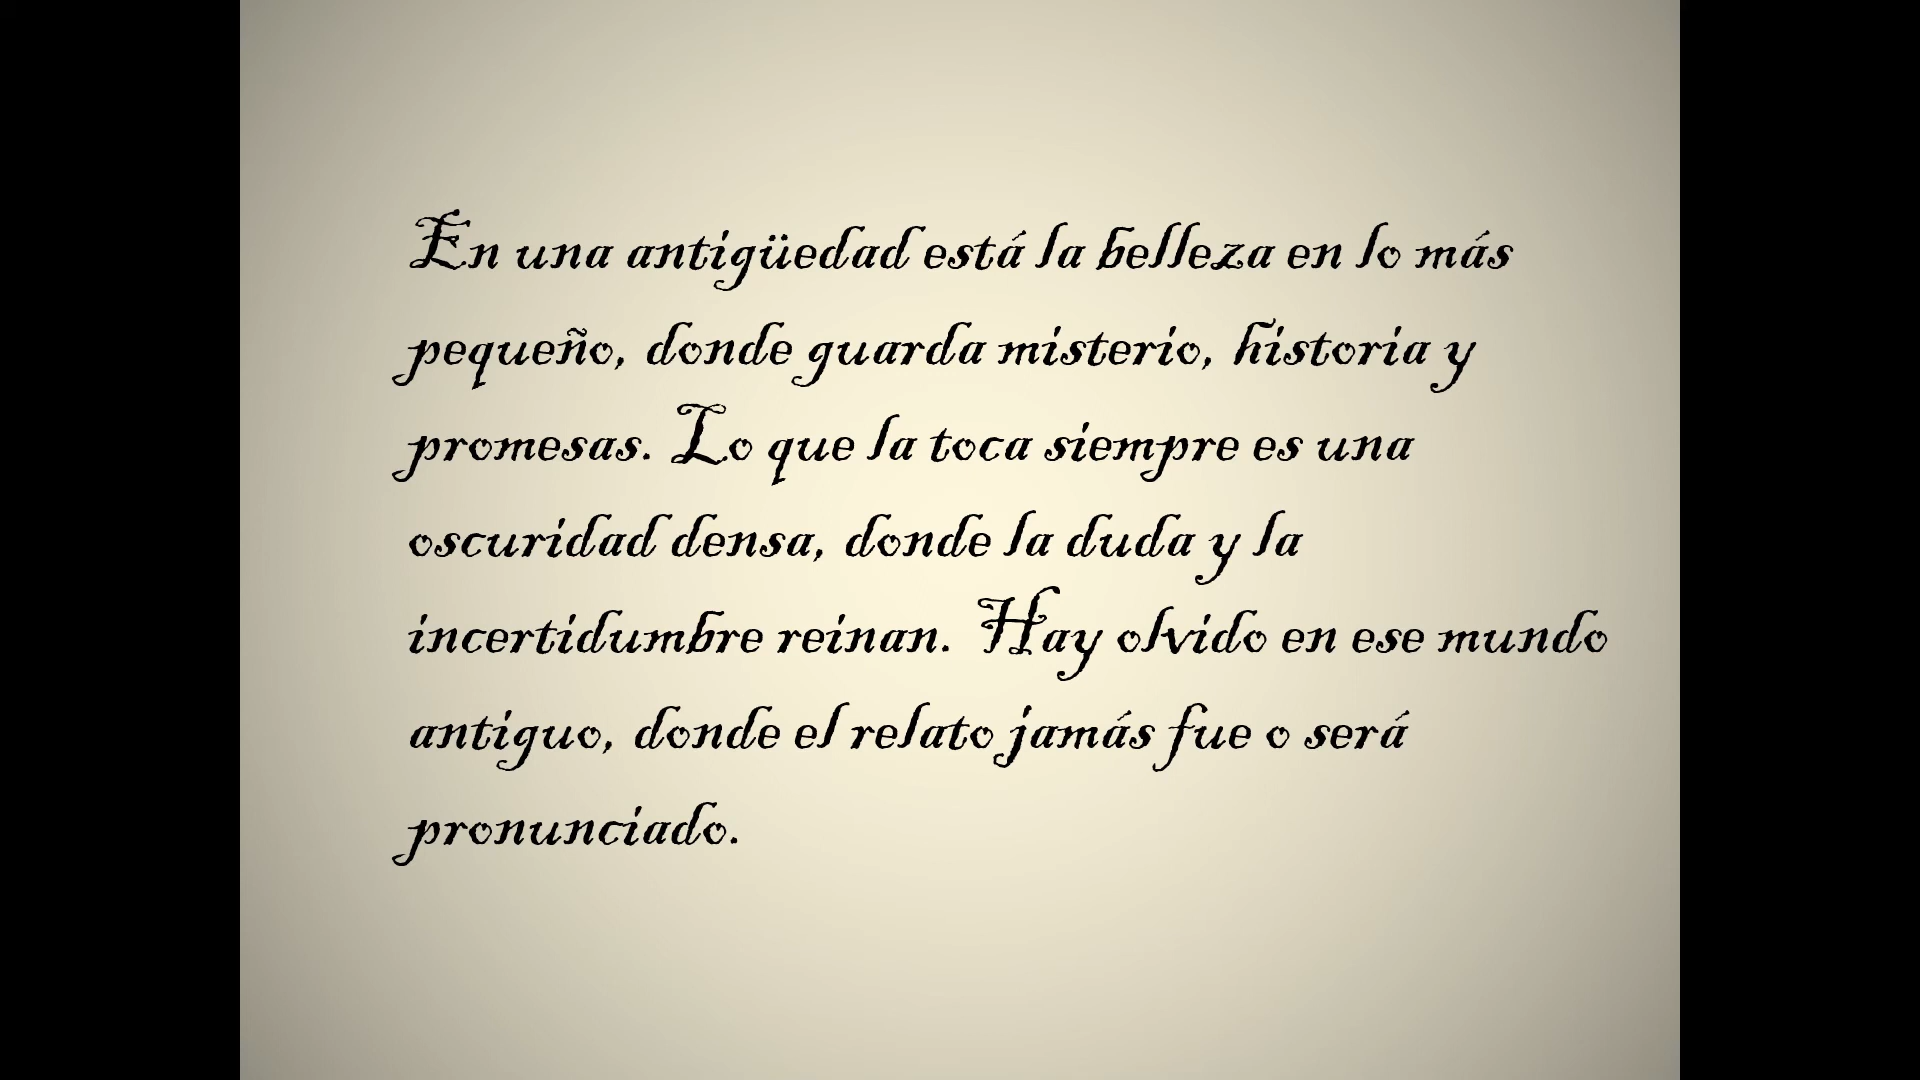 En una antigüedad está la belleza en lo más
pequeño, donde guarda misterio, historia y
promesas. Lo que la toca siempre es una
oscuridad densa, donde la duda y la
incertidumbre reinan. Hay olvido en ese mundo
antiguo, donde el relato jamás fue o será
pronunciado.